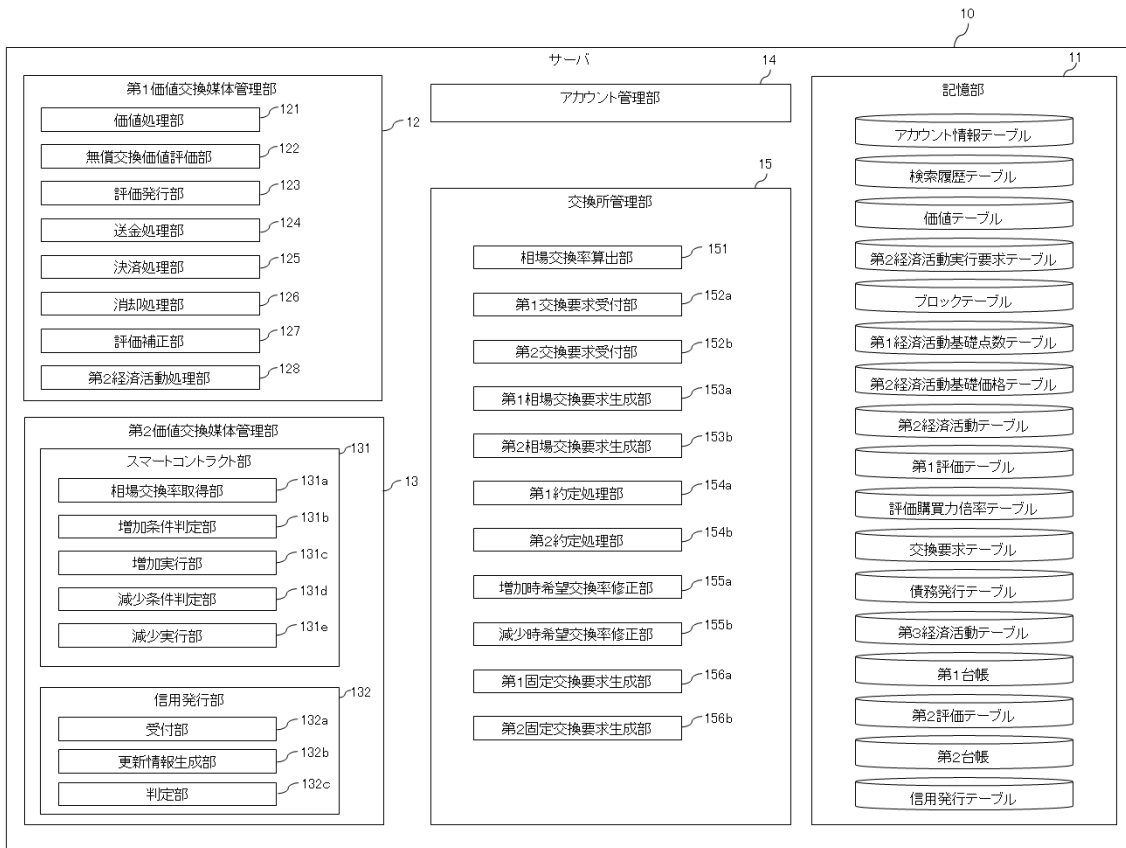 10
サーバ
第1価値交換媒体管理部
12
価値処理部
121
無償交換価値評価部
122
評価発行部
123
送金処理部
124
決済処理部
125
消却処理部
126
評価補正部
127
第2経済活動処理部
128
第2価値交換媒体管理部
13
スマートコントラクト部
131
相場交換率取得部
131a
増加条件判定部
131b
増加実行部
131c
減少条件判定部
131d
減少実行部
131e
信用発行部
132
受付部
132a
更新情報生成部
132b
判定部
132c
14
アカウント管理部
15
交換所管理部
相場交換率算出部
151
第1交換要求受付部
152a
第2交換要求受付部
152b
第1相場交換要求生成部
153a
第2相場交換要求生成部
153b
第1約定処理部
154a
第2約定処理部
154b
増加時希望交換率修正部
155a
減少時希望交換率修正部
155b
第1固定交換要求生成部
156a
第2固定交換要求生成部
156b
11
記憶部
アカウント情報テーブル
検索履歴テーブル
価値テーブル
第2経済活動実行要求テーブル
ブロックテーブル
第1経済活動基礎点数テーブル
第2経済活動基礎価格テーブル
第2経済活動テーブル
第1評価テーブル
評価購買力倍率テーブル
交換要求テーブル
債務発行テーブル
第3経済活動テーブル
第1台帳
第2評価テーブル
第2台帳
信用発行テーブル